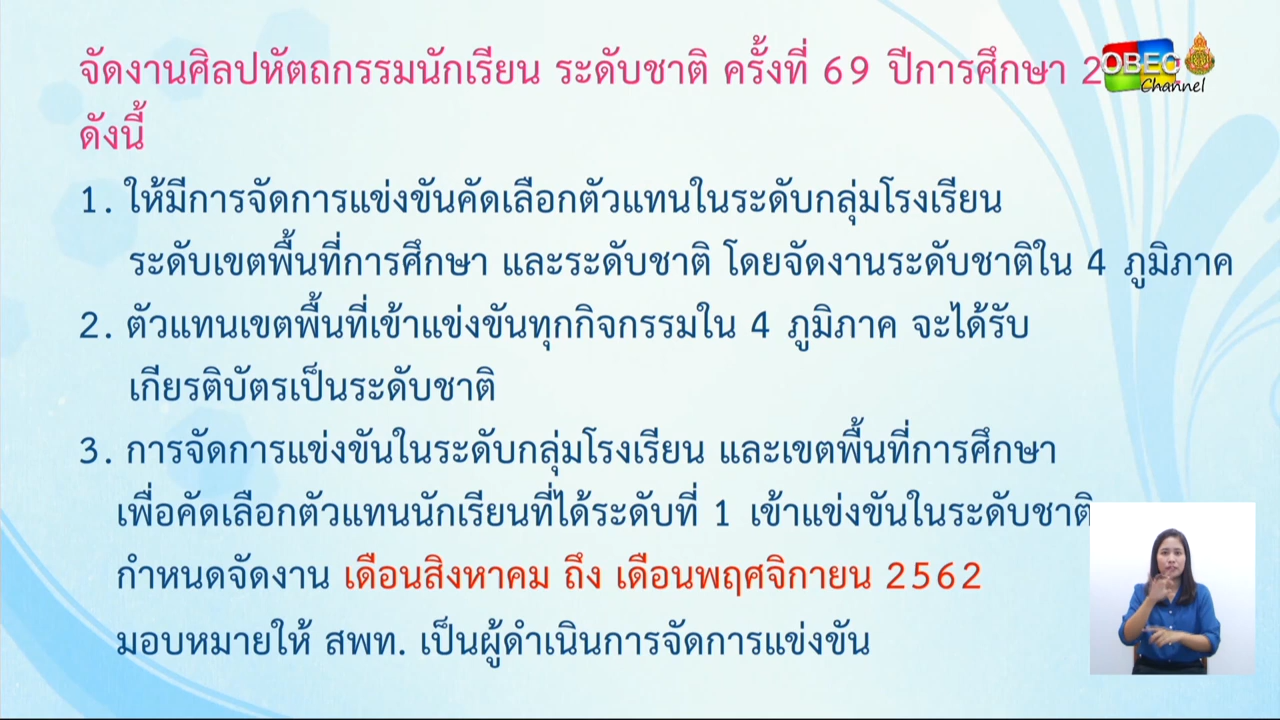 จัดงานศิลปหัตถกรรมนักเรียน ระดับชาติ ครั้งที่ 69 ปีการศึกษา
OBEC
Channel
ดังนี้
1. ให้มีการจัดการแข่งขันคัดเลือกตัวแทนในระดับกลุ่มโรงเรียน
ระดับเขตพื้นที่การศึกษา และระดับชาติ โดยจัดงานระดับชาติใน 4 ภูมิภาค
2. ตัวแทนเขตพื้นที่เข้าแข่งขันทุกกิจกรรมใน 4 ภูมิภาค จะได้รับ
เกียรติบัตรเป็นระดับชาติ
3. การจัดการแข่งขันในระดับกลุ่มโรงเรียน และเขตพื้นที่การศึกษา
เพื่อคัดเลือกตัวแทนนักเรียนที่ได้ระดับที่ 1 เข้าแข่งขันในระดับชาติ
กำหนดจัดงาน เดือนสิงหาคม ถึง เดือนพฤศจิกายน 2562
มอบหมายให้ สพท. เป็นผู้ดำเนินการจัดการแข่งขัน